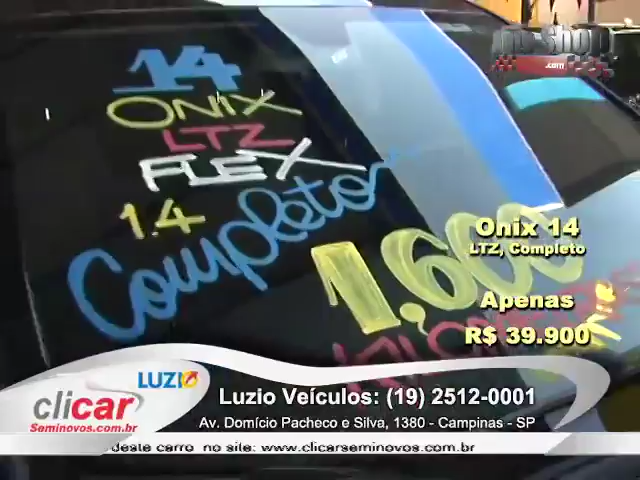 14
ONIX
LTZ
FLEX
1.4
Completo
1,600
Onix 14
LTZ, Completo
Apenas
R$ 39.900
.com
LUZIO
clicar
Seminovos.com.br
Luzio Veículos: (19) 2512-0001
Av. Domício Pacheco e Silva, 1380 - Campinas - SP
deste carro no site: www.clicarseminovos.com.br